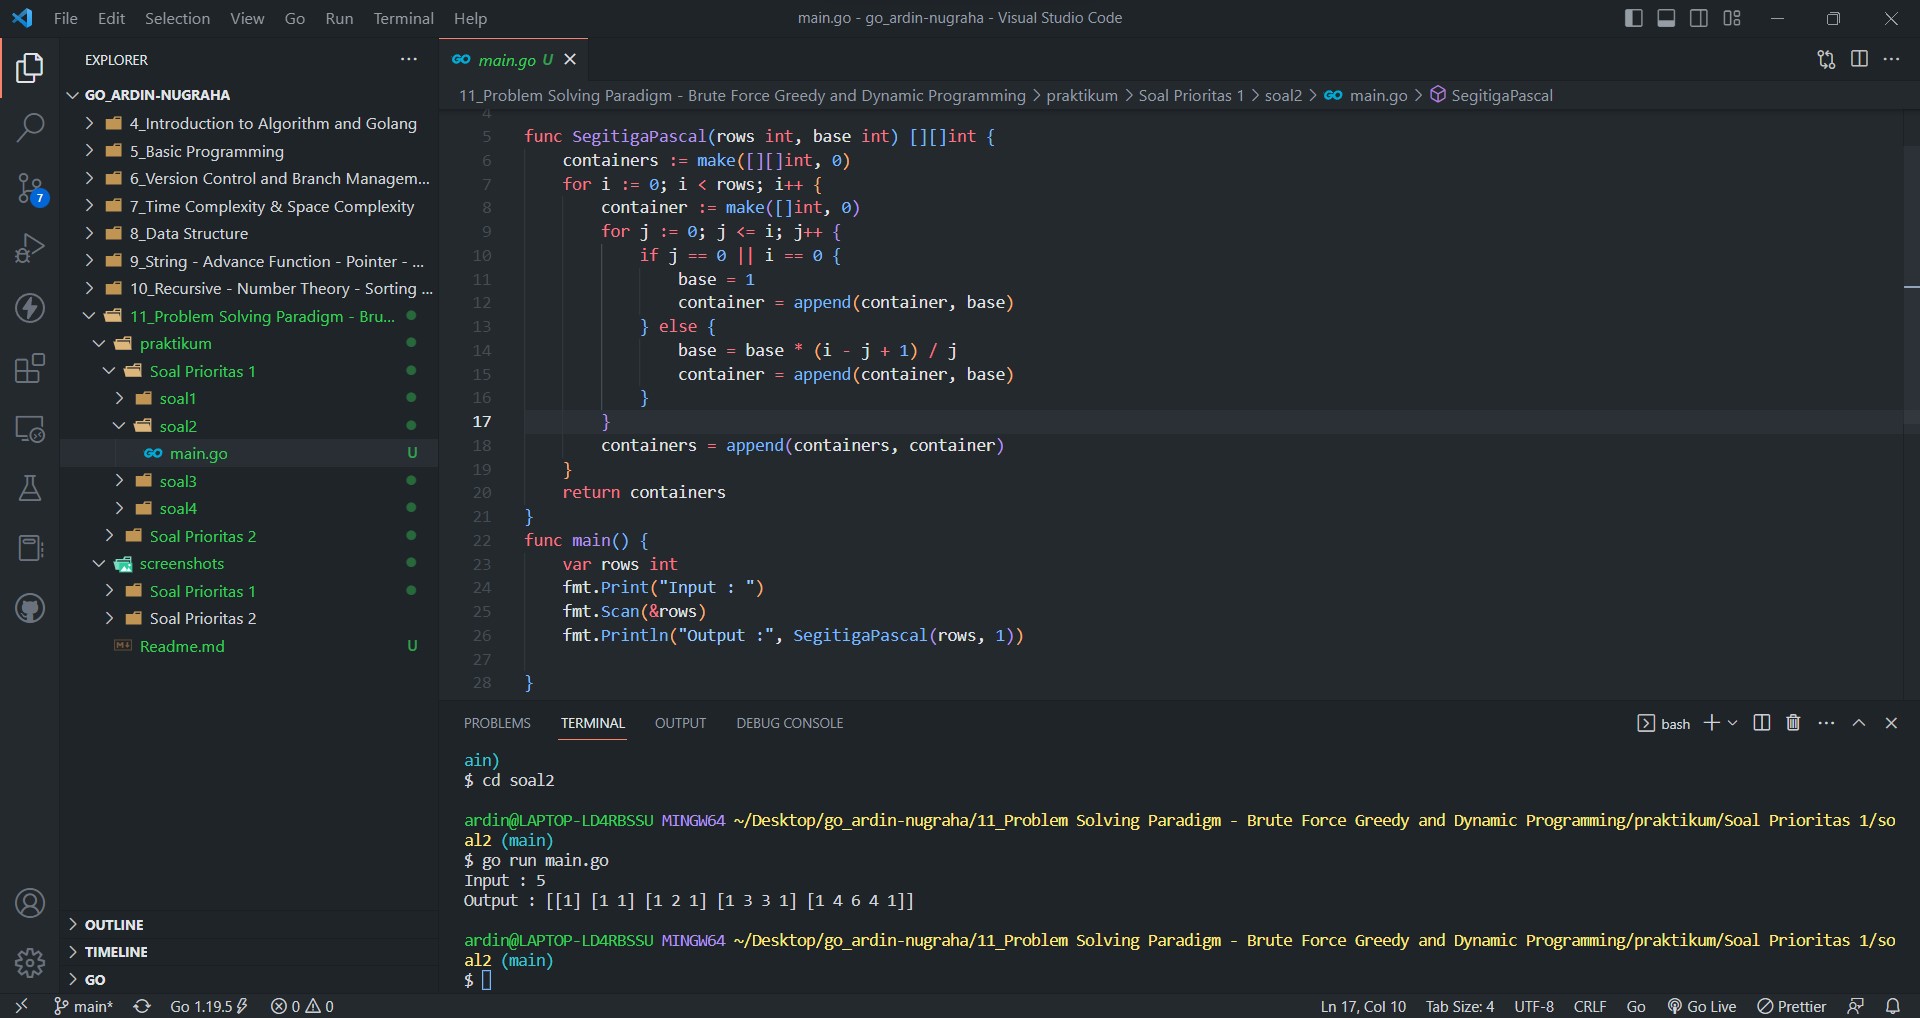 File Edit Selection View Go Run Terminal Help
main.go - go_ardin-nugraha - Visual Studio Code
EXPLORER
GO_ARDIN-NUGRAHA
4_Introduction to Algorithm and Golang
5_Basic Programming
6_Version Control and Branch Managem...
7_Time Complexity & Space Complexity
8_Data Structure
9_String - Advance Function - Pointer - ...
10_Recursive - Number Theory - Sorting ...
11_Problem Solving Paradigm - Bru...
praktikum
Soal Prioritas 1
soal1
soal2
GO main.go U
soal3
soal4
Soal Prioritas 2
screenshots
Soal Prioritas 1
Soal Prioritas 2
Readme.md U
OUTLINE
TIMELINE
GO
7
GO main.go U
11_Problem Solving Paradigm - Brute Force Greedy and Dynamic Programming > praktikum > Soal Prioritas 1 > soal2 > GO main.go > SegitigaPascal
4
5 func SegitigaPascal(rows int, base int) [][]int {
6 containers := make([][]int, 0)
7 for i := 0; i < rows; i++ {
8 container := make([]int, 0)
9 for j := 0; j <= i; j++ {
10 if j == 0 || i == 0 {
11 base = 1
12 container = append(container, base)
13 } else {
14 base = base * (i - j + 1) / j
15 container = append(container, base)
16 }
17 }
18 containers = append(containers, container)
19 }
20 return containers
21 }
22 func main() {
23 var rows int
24 fmt.Print("Input : ")
25 fmt.Scan(&rows)
26 fmt.Println("Output :", SegitigaPascal(rows, 1))
27
28 }
PROBLEMS TERMINAL OUTPUT DEBUG CONSOLE
bash
ain)
$ cd soal2
ardin@LAPTOP-LD4RBSSU MINGW64 ~/Desktop/go_ardin-nugraha/11_Problem Solving Paradigm - Brute Force Greedy and Dynamic Programming/praktikum/Soal Prioritas 1/so
al2 (main)
$ go run main.go
Input : 5
Output : [[1] [1 1] [1 2 1] [1 3 3 1] [1 4 6 4 1]]
ardin@LAPTOP-LD4RBSSU MINGW64 ~/Desktop/go_ardin-nugraha/11_Problem Solving Paradigm - Brute Force Greedy and Dynamic Programming/praktikum/Soal Prioritas 1/so
al2 (main)
$
main* Go 1.19.5 0 0 Ln 17, Col 10 Tab Size: 4 UTF-8 CRLF Go Go Live Prettier